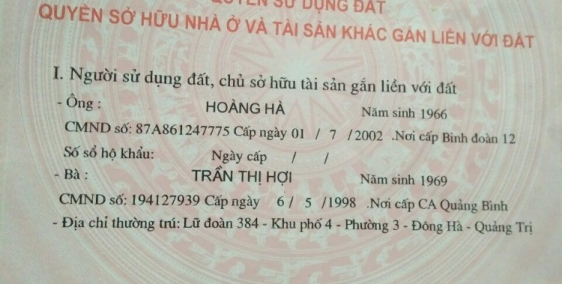 QUYỀN SỬ DỤNG ĐẤT
QUYỀN SỞ HỮU NHÀ Ở VÀ TÀI SẢN KHÁC GẮN LIỀN VỚI ĐẤT
I. Người sử dụng đất, chủ sở hữu tài sản gắn liền với đất
- Ông : HOÀNG HÀ Năm sinh 1966
CMND số: 87A861247775 Cấp ngày 01 / 7 / 2002 .Nơi cấp Binh đoàn 12
Số sổ hộ khẩu: Ngày cấp / /
- Bà : TRẦN THỊ HỢI Năm sinh 1969
CMND số: 194127939 Cấp ngày 6 / 5 /1998 .Nơi cấp CA Quảng Bình
- Địa chỉ thường trú: Lữ đoàn 384 - Khu phố 4 - Phường 3 - Đông Hà - Quảng Trị